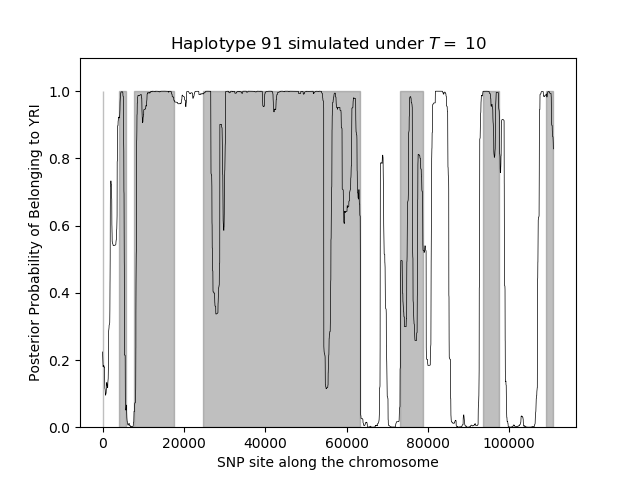 Haplotype 91 simulated under T = 10
Posterior Probability of Belonging to YRI
1.0
0.8
0.6
0.4
0.2
0.0
0 20000 40000 60000 80000 100000
SNP site along the chromosome